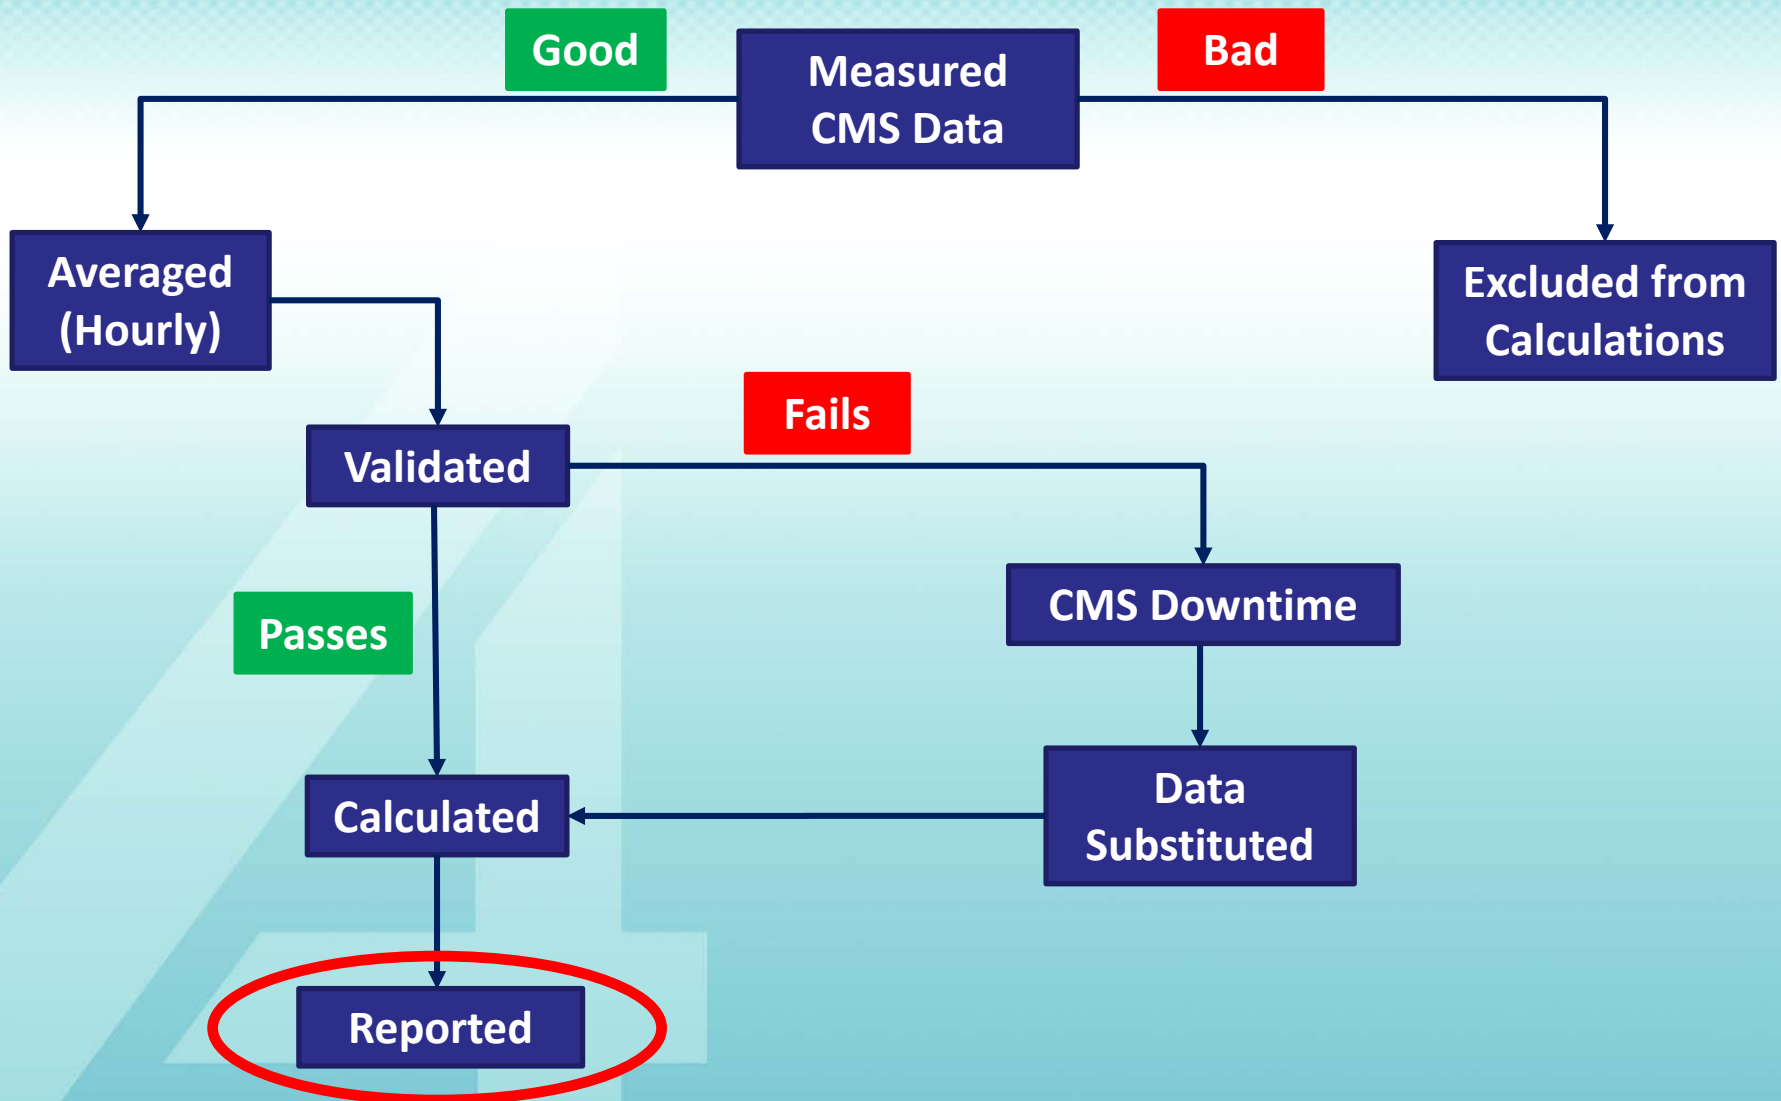 Good
Measured
CMS Data
Bad
Averaged
(Hourly)
Excluded from
Calculations
Fails
Validated
CMS Downtime
Passes
Data
Substituted
Calculated
Reported